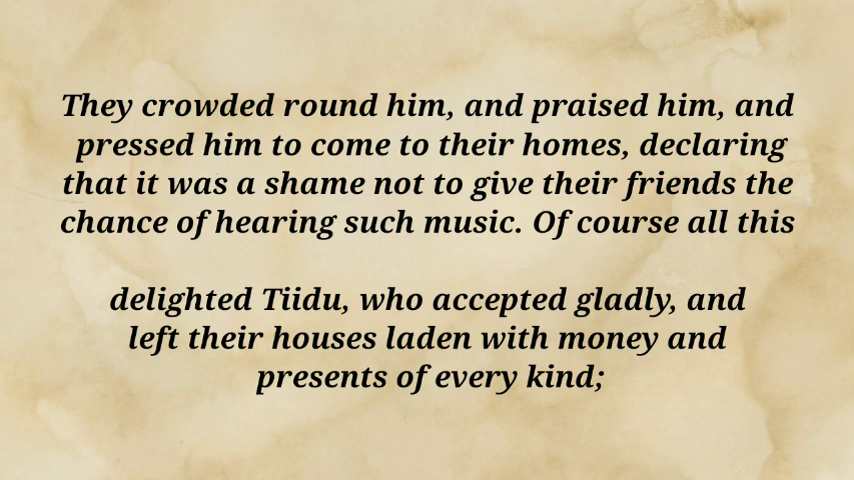 They crowded round him, and praised him, and
pressed him to come to their homes, declaring
that it was a shame not to give their friends the
chance of hearing such music. Of course all this
delighted Tiidu, who accepted gladly, and
left their houses laden with money and
presents of every kind;